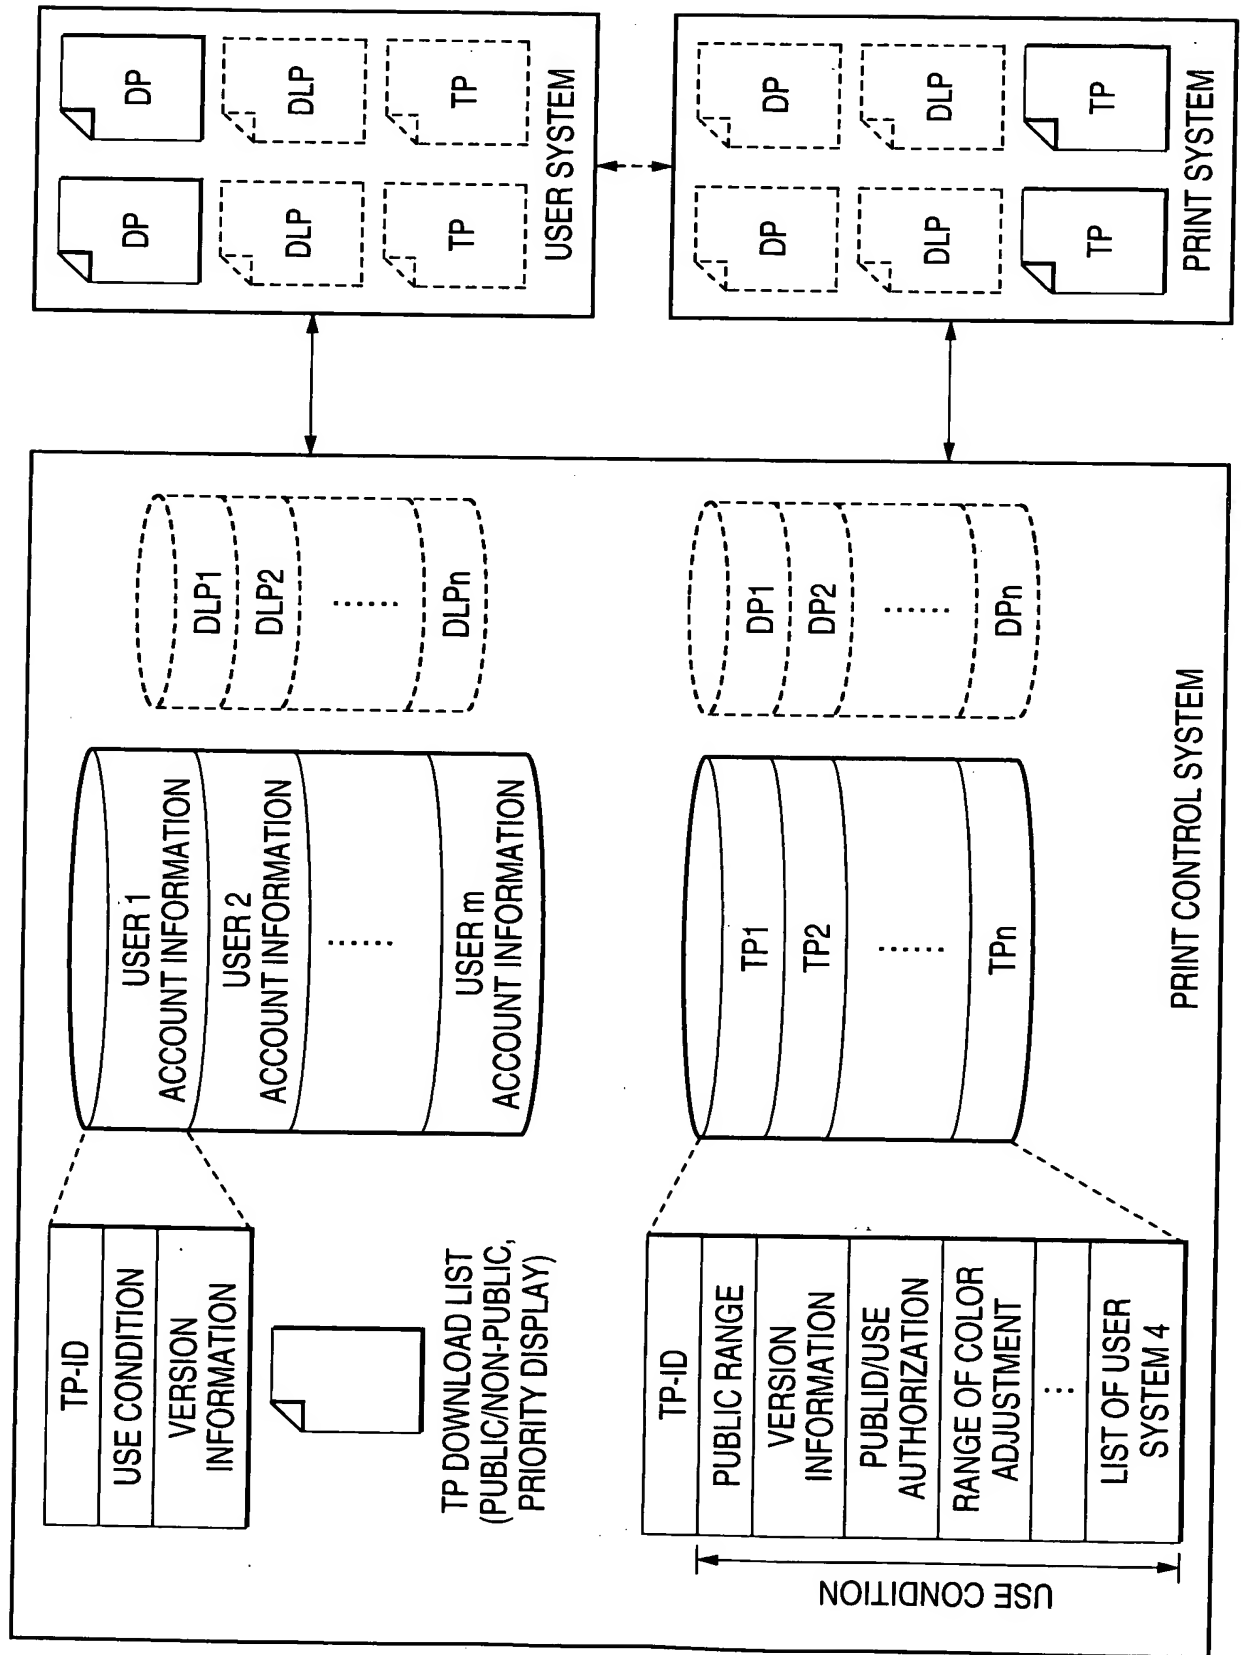 TP-ID
USE CONDITION
VERSION
INFORMATION
TP DOWNLOAD LIST
(PUBLIC/NON-PUBLIC,
PRIORITY DISPLAY)
USER 1
ACCOUNT INFORMATION
USER 2
ACCOUNT INFORMATION
.......
USER m
ACCOUNT INFORMATION
DLP1
DLP2
.......
DLPn
TP-ID
PUBLIC RANGE
VERSION
INFORMATION
PUBLID/USE
AUTHORIZATION
RANGE OF COLOR
ADJUSTMENT
...
LIST OF USER
SYSTEM 4
USE CONDITION
TP1
TP2
.......
TPn
DP1
DP2
.......
DPn
PRINT CONTROL SYSTEM
DP
DP
DLP
DLP
TP
TP
USER SYSTEM
DP
DP
DLP
DLP
TP
TP
PRINT SYSTEM